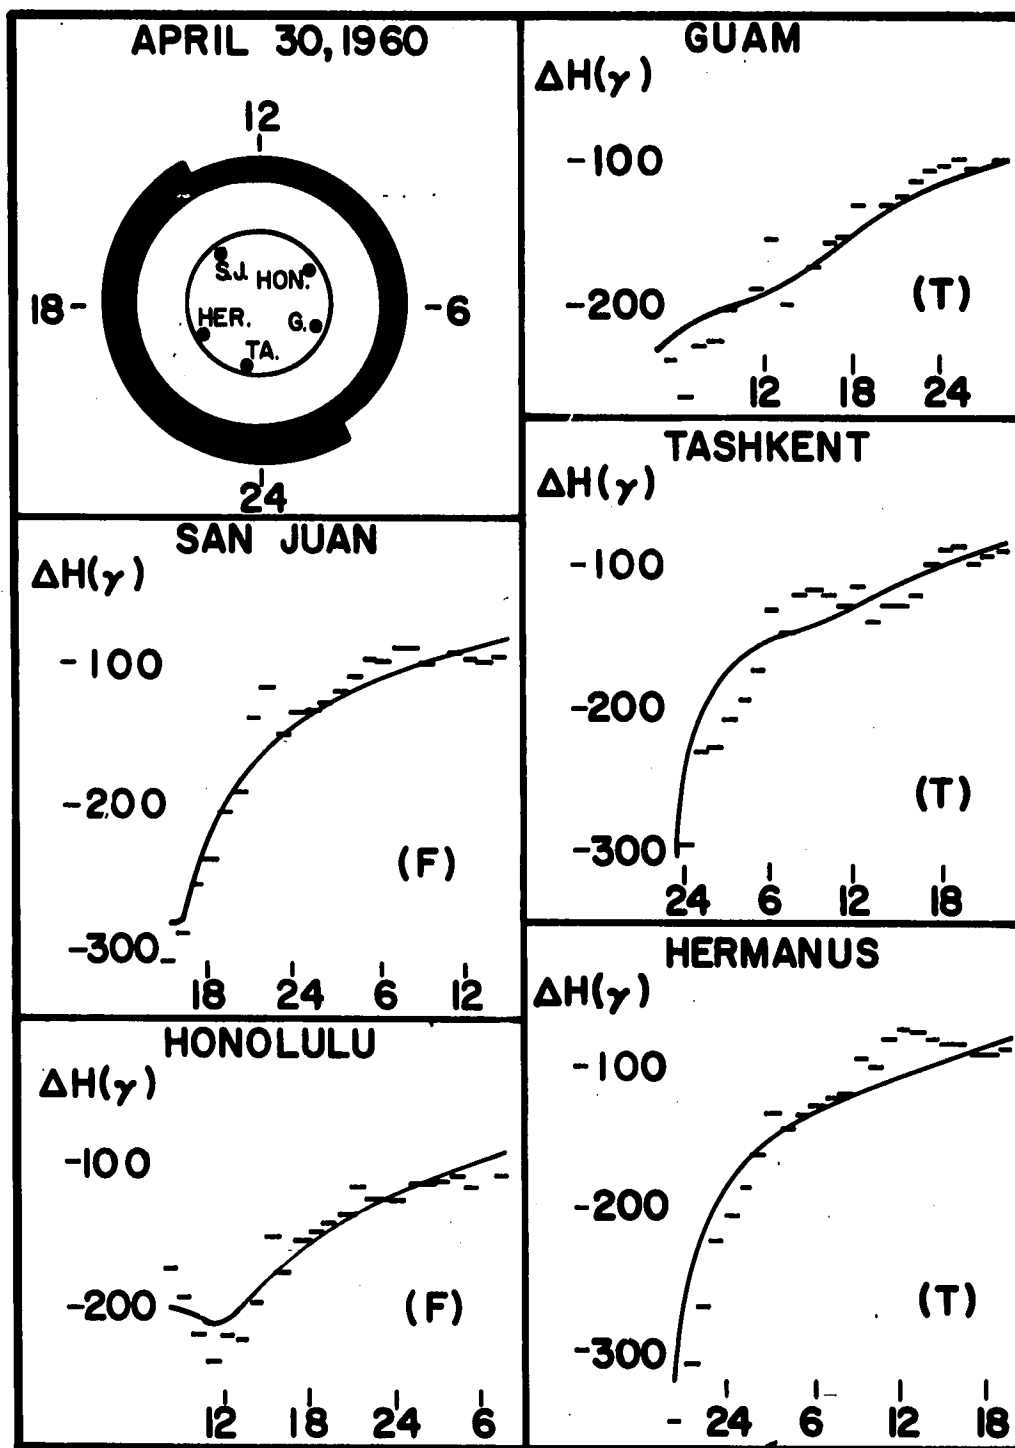 APRIL 30, 1960
12
S.J. HON.
18- -6
HER. G.
TA.
24
GUAM
ΔH(γ)
-100
-200
(T)
12 18 24
TASHKENT
ΔH(γ)
-100
-200
-300
(T)
24 6 12 18
SAN JUAN
ΔH(γ)
-100
-200
-300
(F)
18 24 6 12
HONOLULU
ΔH(γ)
-100
-200
(F)
12 18 24 6
HERMANUS
ΔH(γ)
-100
-200
-300
(T)
24 6 12 18